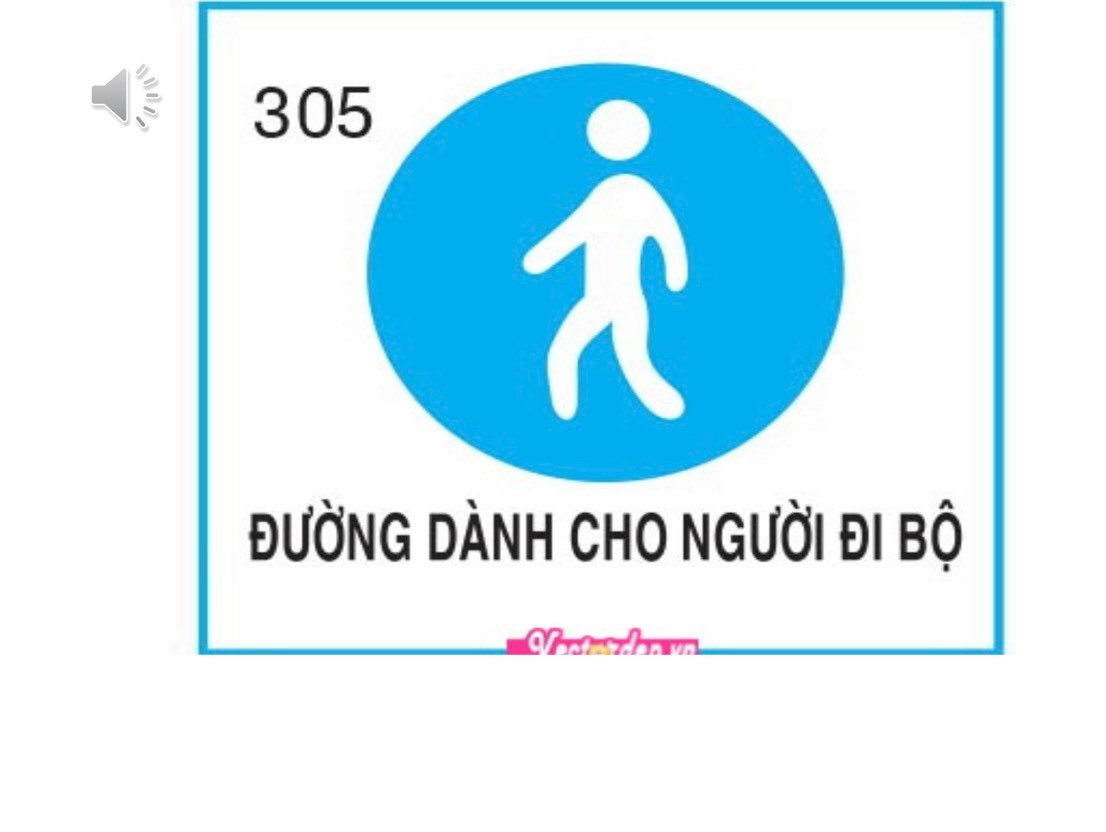 305
ĐƯỜNG DÀNH CHO NGƯỜI ĐI BỘ